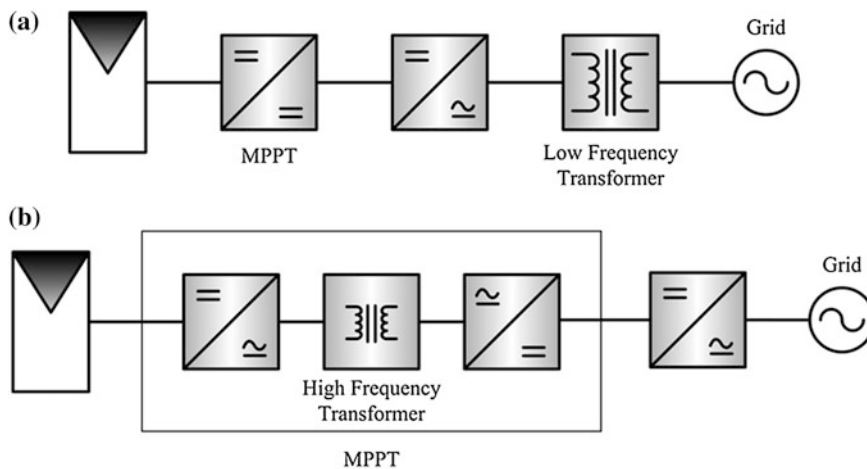 (a)
Grid
MPPT
Low Frequency
Transformer
(b)
Grid
High Frequency
Transformer
MPPT